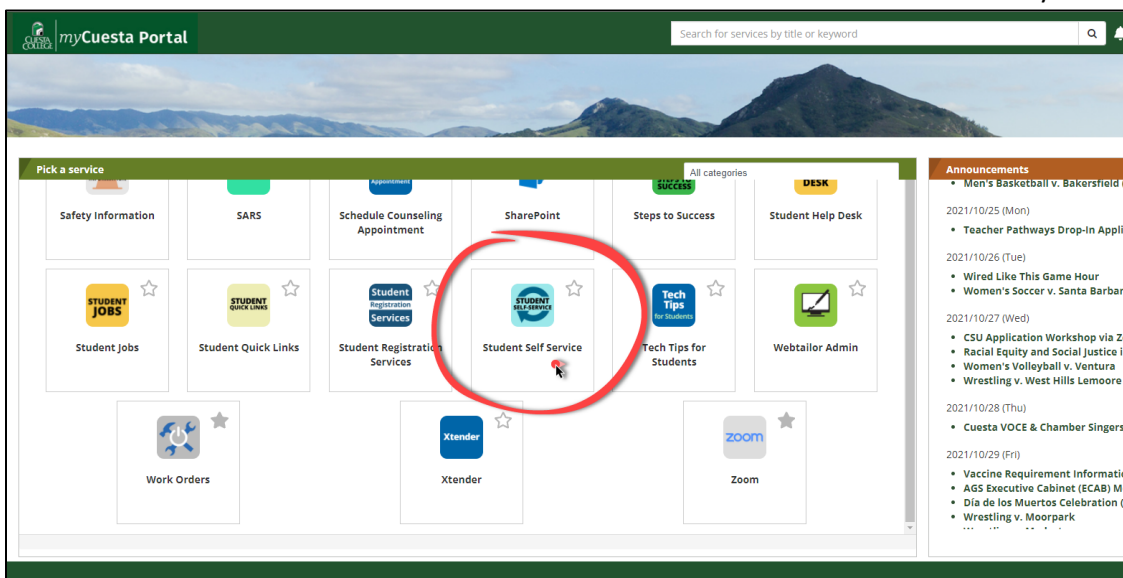 CUESTA COLLEGE
myCuesta Portal
Search for services by title or keyword
Pick a service
All categories
Appointment
STEPS TO
SUCCESS
DESK
Safety Information
SARS
Schedule Counseling
Appointment
SharePoint
Steps to Success
Student Help Desk
STUDENT
JOBS
Student Jobs
STUDENT
QUICK LINKS
Student Quick Links
Student
Registration
Services
Student Registration
Services
STUDENT
SELF-SERVICE
Student Self Service
Tech
Tips
for Students
Tech Tips for
Students
Webtailor Admin
Work Orders
Xtender
Xtender
zoom
Zoom
Announcements
• Men's Basketball v. Bakersfield
2021/10/25 (Mon)
• Teacher Pathways Drop-In Appli
2021/10/26 (Tue)
• Wired Like This Game Hour
• Women's Soccer v. Santa Barbar
2021/10/27 (Wed)
• CSU Application Workshop via Z
• Racial Equity and Social Justice i
• Women's Volleyball v. Ventura
• Wrestling v. West Hills Lemoore
2021/10/28 (Thu)
• Cuesta VOCE & Chamber Singers
2021/10/29 (Fri)
• Vaccine Requirement Informati
• AGS Executive Cabinet (ECAB) M
• Día de los Muertos Celebration (
• Wrestling v. Moorpark